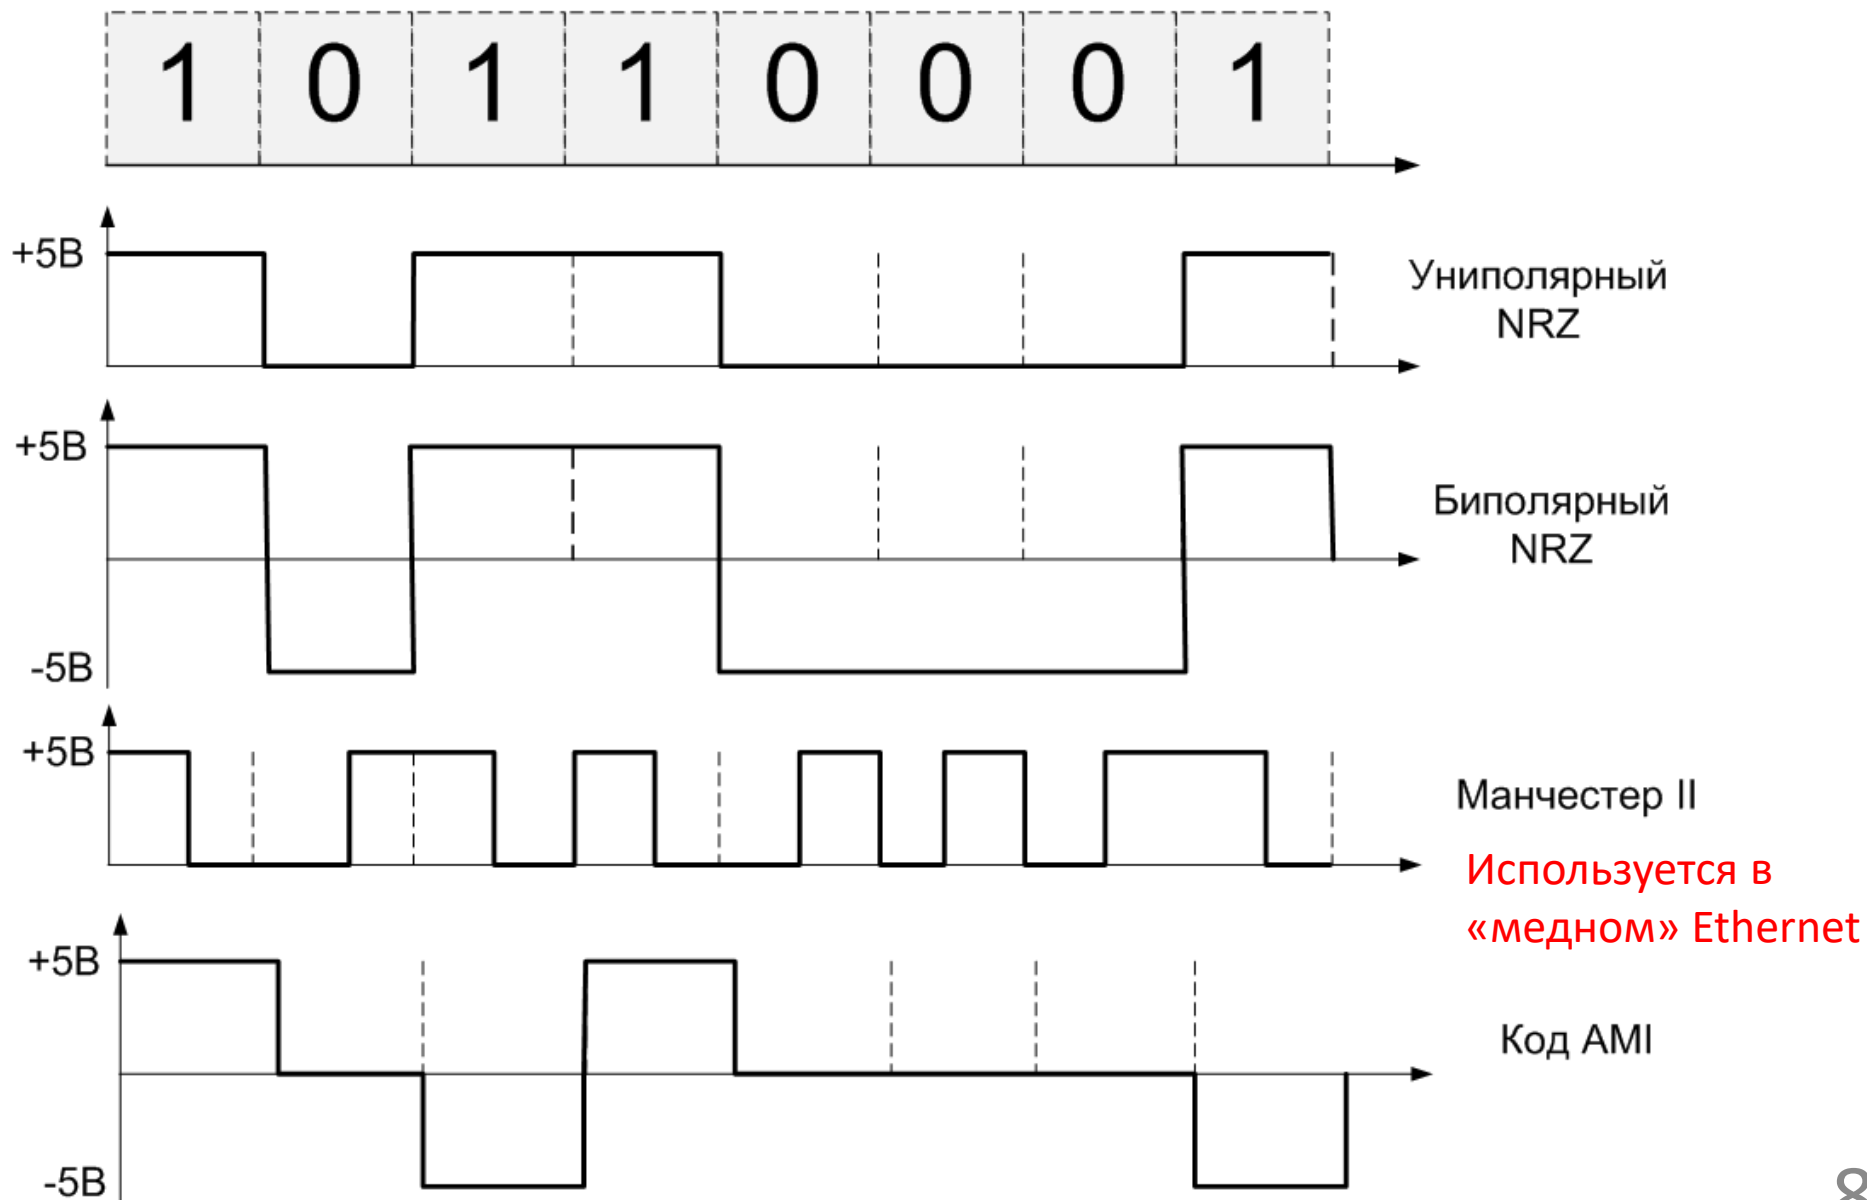 1 0 1 1 0 0 0 1
+5В
Униполярный
NRZ
+5В
Биполярный
NRZ
-5В
+5В
Манчестер II
Используется в
«медном» Ethernet
+5В
Код AMI
-5В
8